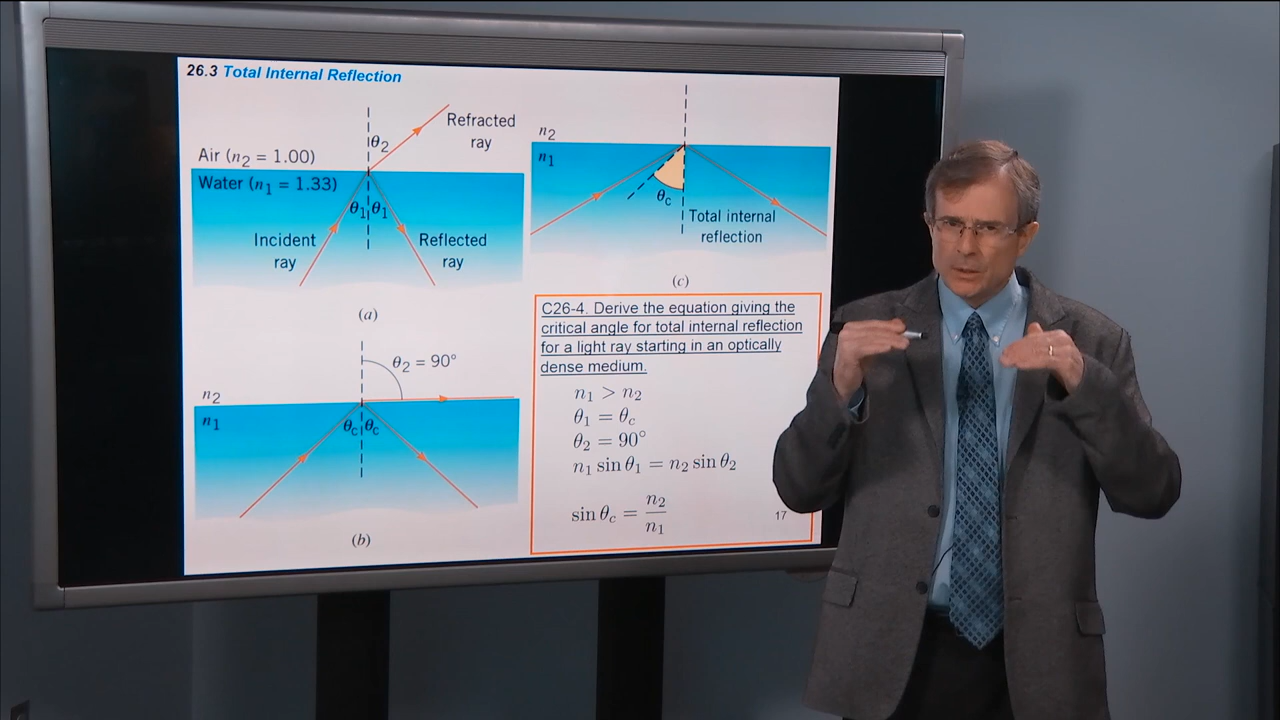 26.3 Total Internal Reflection
Refracted
ray
θ₂
Air (n₂ = 1.00)
Water (n₁ = 1.33)
θ₁ θ₁
Incident
ray
Reflected
ray
(a)
θ₂ = 90°
n₂
n₁
θc θc
(b)
n₂
n₁
θc
Total internal
reflection
(c)
C26-4. Derive the equation giving the
critical angle for total internal reflection
for a light ray starting in an optically
dense medium.
n₁ > n₂
θ₁ = θc
θ₂ = 90°
n₁ sin θ₁ = n₂ sin θ₂
sin θc = n₂/n₁
17